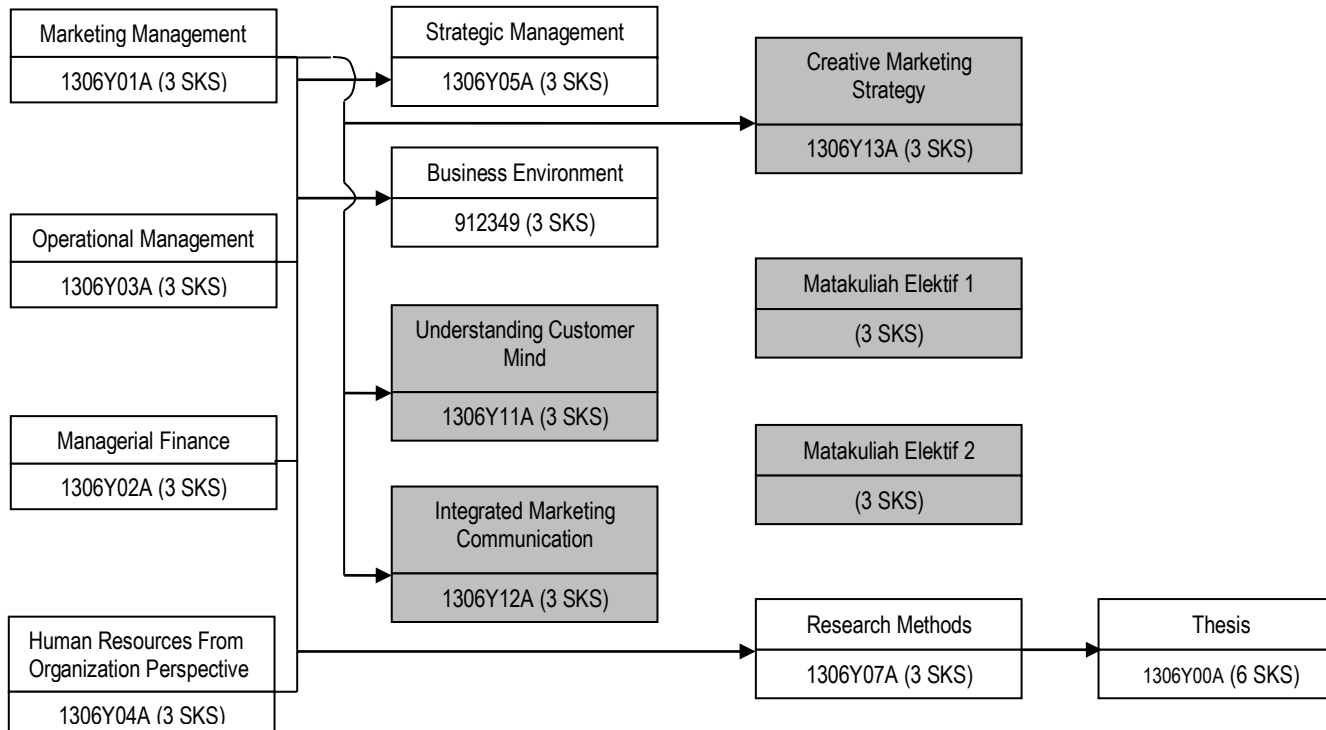 Marketing Management
1306Y01A (3 SKS)
Operational Management
1306Y03A (3 SKS)
Managerial Finance
1306Y02A (3 SKS)
Human Resources From
Organization Perspective
1306Y04A (3 SKS)
Strategic Management
1306Y05A (3 SKS)
Business Environment
912349 (3 SKS)
Understanding Customer
Mind
1306Y11A (3 SKS)
Integrated Marketing
Communication
1306Y12A (3 SKS)
Creative Marketing
Strategy
1306Y13A (3 SKS)
Matakuliah Elektif 1
(3 SKS)
Matakuliah Elektif 2
(3 SKS)
Research Methods
1306Y07A (3 SKS)
Thesis
1306Y00A (6 SKS)